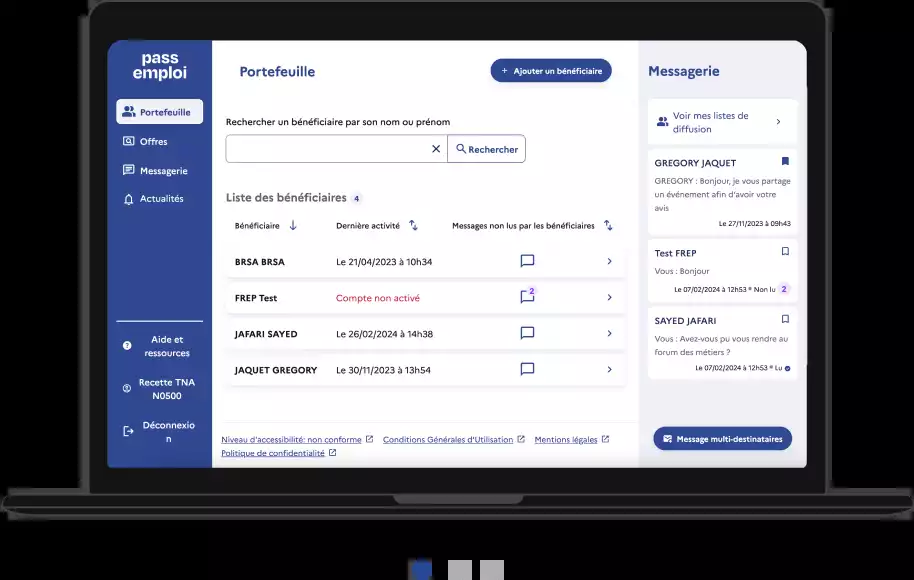 pass
emploi
Portefeuille
Offres
Messagerie
Actualités
Aide et
ressources
Recette TNA
N0500
Déconnexio
n
Portefeuille
+ Ajouter un bénéficiaire
Rechercher un bénéficiaire par son nom ou prénom
Rechercher
Liste des bénéficiaires 4
Bénéficiaire Dernière activité Messages non lus par les bénéficiaires
BRSA BRSA Le 21/04/2023 à 10h34
FREP Test Compte non activé 2
JAFARI SAYED Le 26/02/2024 à 14h38
JAQUET GREGORY Le 30/11/2023 à 13h54
Niveau d'accessibilité: non conforme Conditions Générales d'Utilisation Mentions légales
Politique de confidentialité
Messagerie
Voir mes listes de
diffusion
GREGORY JAQUET
GREGORY : Bonjour, je vous partage
un événement afin d'avoir votre
avis
Le 27/11/2023 à 09h43
Test FREP
Vous : Bonjour
Le 07/02/2024 à 12h53 • Non lu 2
SAYED JAFARI
Vous : Avez-vous pu vous rendre au
forum des métiers ?
Le 07/02/2024 à 12h53 • Lu
Message multi-destinataires